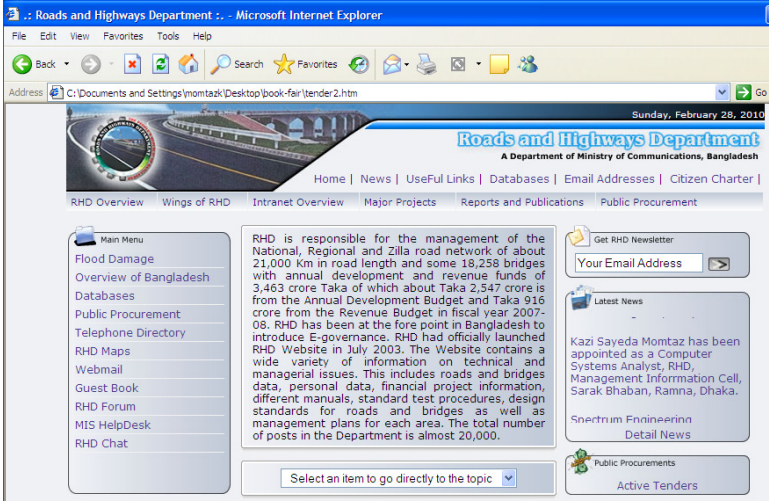 .: Roads and Highways Department :. - Microsoft Internet Explorer
File Edit View Favorites Tools Help
Back Search Favorites
Address C:\Documents and Settings\momtazk\Desktop\book-fair\tender2.htm Go
Sunday, February 28, 2010
Roads and Highways Department
A Department of Ministry of Communications, Bangladesh
Home | News | UseFul Links | Databases | Email Addresses | Citizen Charter |
RHD Overview Wings of RHD Intranet Overview Major Projects Reports and Publications Public Procurement
Main Menu
Flood Damage
Overview of Bangladesh
Databases
Public Procurement
Telephone Directory
RHD Maps
Webmail
Guest Book
RHD Forum
MIS HelpDesk
RHD Chat
RHD is responsible for the management of the
National, Regional and Zilla road network of about
21,000 Km in road length and some 18,258 bridges
with annual development and revenue funds of
3,463 crore Taka of which about Taka 2,547 crore is
from the Annual Development Budget and Taka 916
crore from the Revenue Budget in fiscal year 2007-
08. RHD has been at the fore point in Bangladesh to
introduce E-governance. RHD had officially launched
RHD Website in July 2003. The Website contains a
wide variety of information on technical and
managerial issues. This includes roads and bridges
data, personal data, financial project information,
different manuals, standard test procedures, design
standards for roads and bridges as well as
management plans for each area. The total number
of posts in the Department is almost 20,000.
Select an item to go directly to the topic
Get RHD Newsletter
Your Email Address
Latest News
Kazi Sayeda Momtaz has been
appointed as a Computer
Systems Analyst, RHD,
Management Inforrmation Cell,
Sarak Bhaban, Ramna, Dhaka.
Spectrum Engineering
Detail News
Public Procurements
Active Tenders